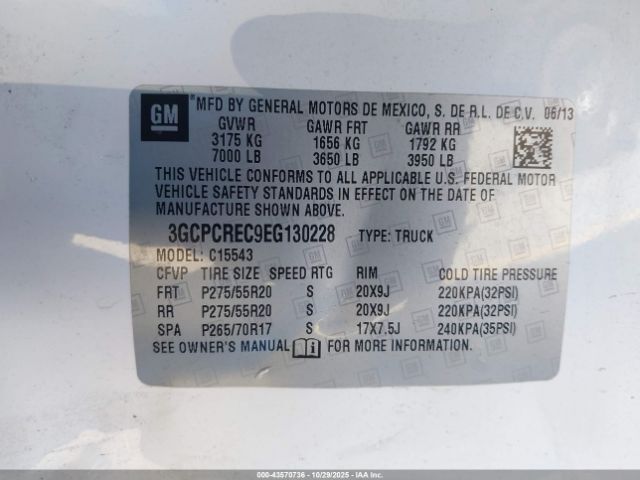 GM
MFD BY GENERAL MOTORS DE MEXICO, S. DE R.L. DE C.V. 06/13
GVWR GAWR FRT GAWR RR
3175 KG 1656 KG 1792 KG
7000 LB 3650 LB 3950 LB
THIS VEHICLE CONFORMS TO ALL APPLICABLE U.S. FEDERAL MOTOR
VEHICLE SAFETY STANDARDS IN EFFECT ON THE DATE OF
MANUFACTURE SHOWN ABOVE.
3GCPCREC9EG130228 TYPE: TRUCK
MODEL: C15543
CFVP TIRE SIZE SPEED RTG RIM COLD TIRE PRESSURE
FRT P275/55R20 S 20X9J 220KPA(32PSI)
RR P275/55R20 S 20X9J 220KPA(32PSI)
SPA P265/70R17 S 17X7.5J 240KPA(35PSI)
SEE OWNER'S MANUAL FOR MORE INFORMATION.
000-43570736 - 10/29/2025 - IAAI.COM